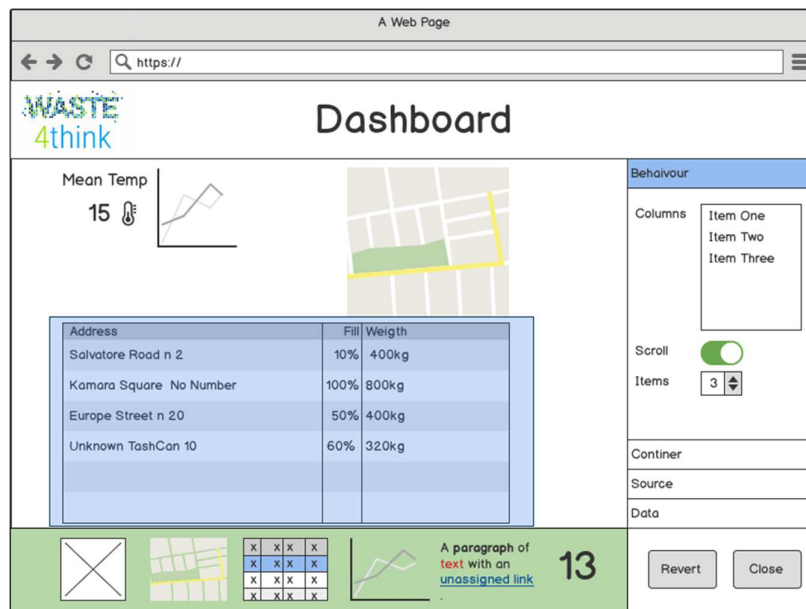 A Web Page
https://
WASTE
4think
Dashboard
Mean Temp
15
Address Fill Weigth
Salvatore Road n 2 10% 400kg
Kamara Square No Number 100% 800kg
Europe Street n 20 50% 400kg
Unknown TashCan 10 60% 320kg
Behaivour
Columns
Item One
Item Two
Item Three
Scroll
Items 3
Continer
Source
Data
X X X X
X X X X
X X X X
X X X X
A paragraph of
text with an
unassigned link
.
13
Revert
Close